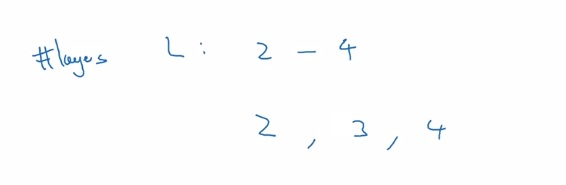 #layers L : 2 - 4
2 , 3 , 4